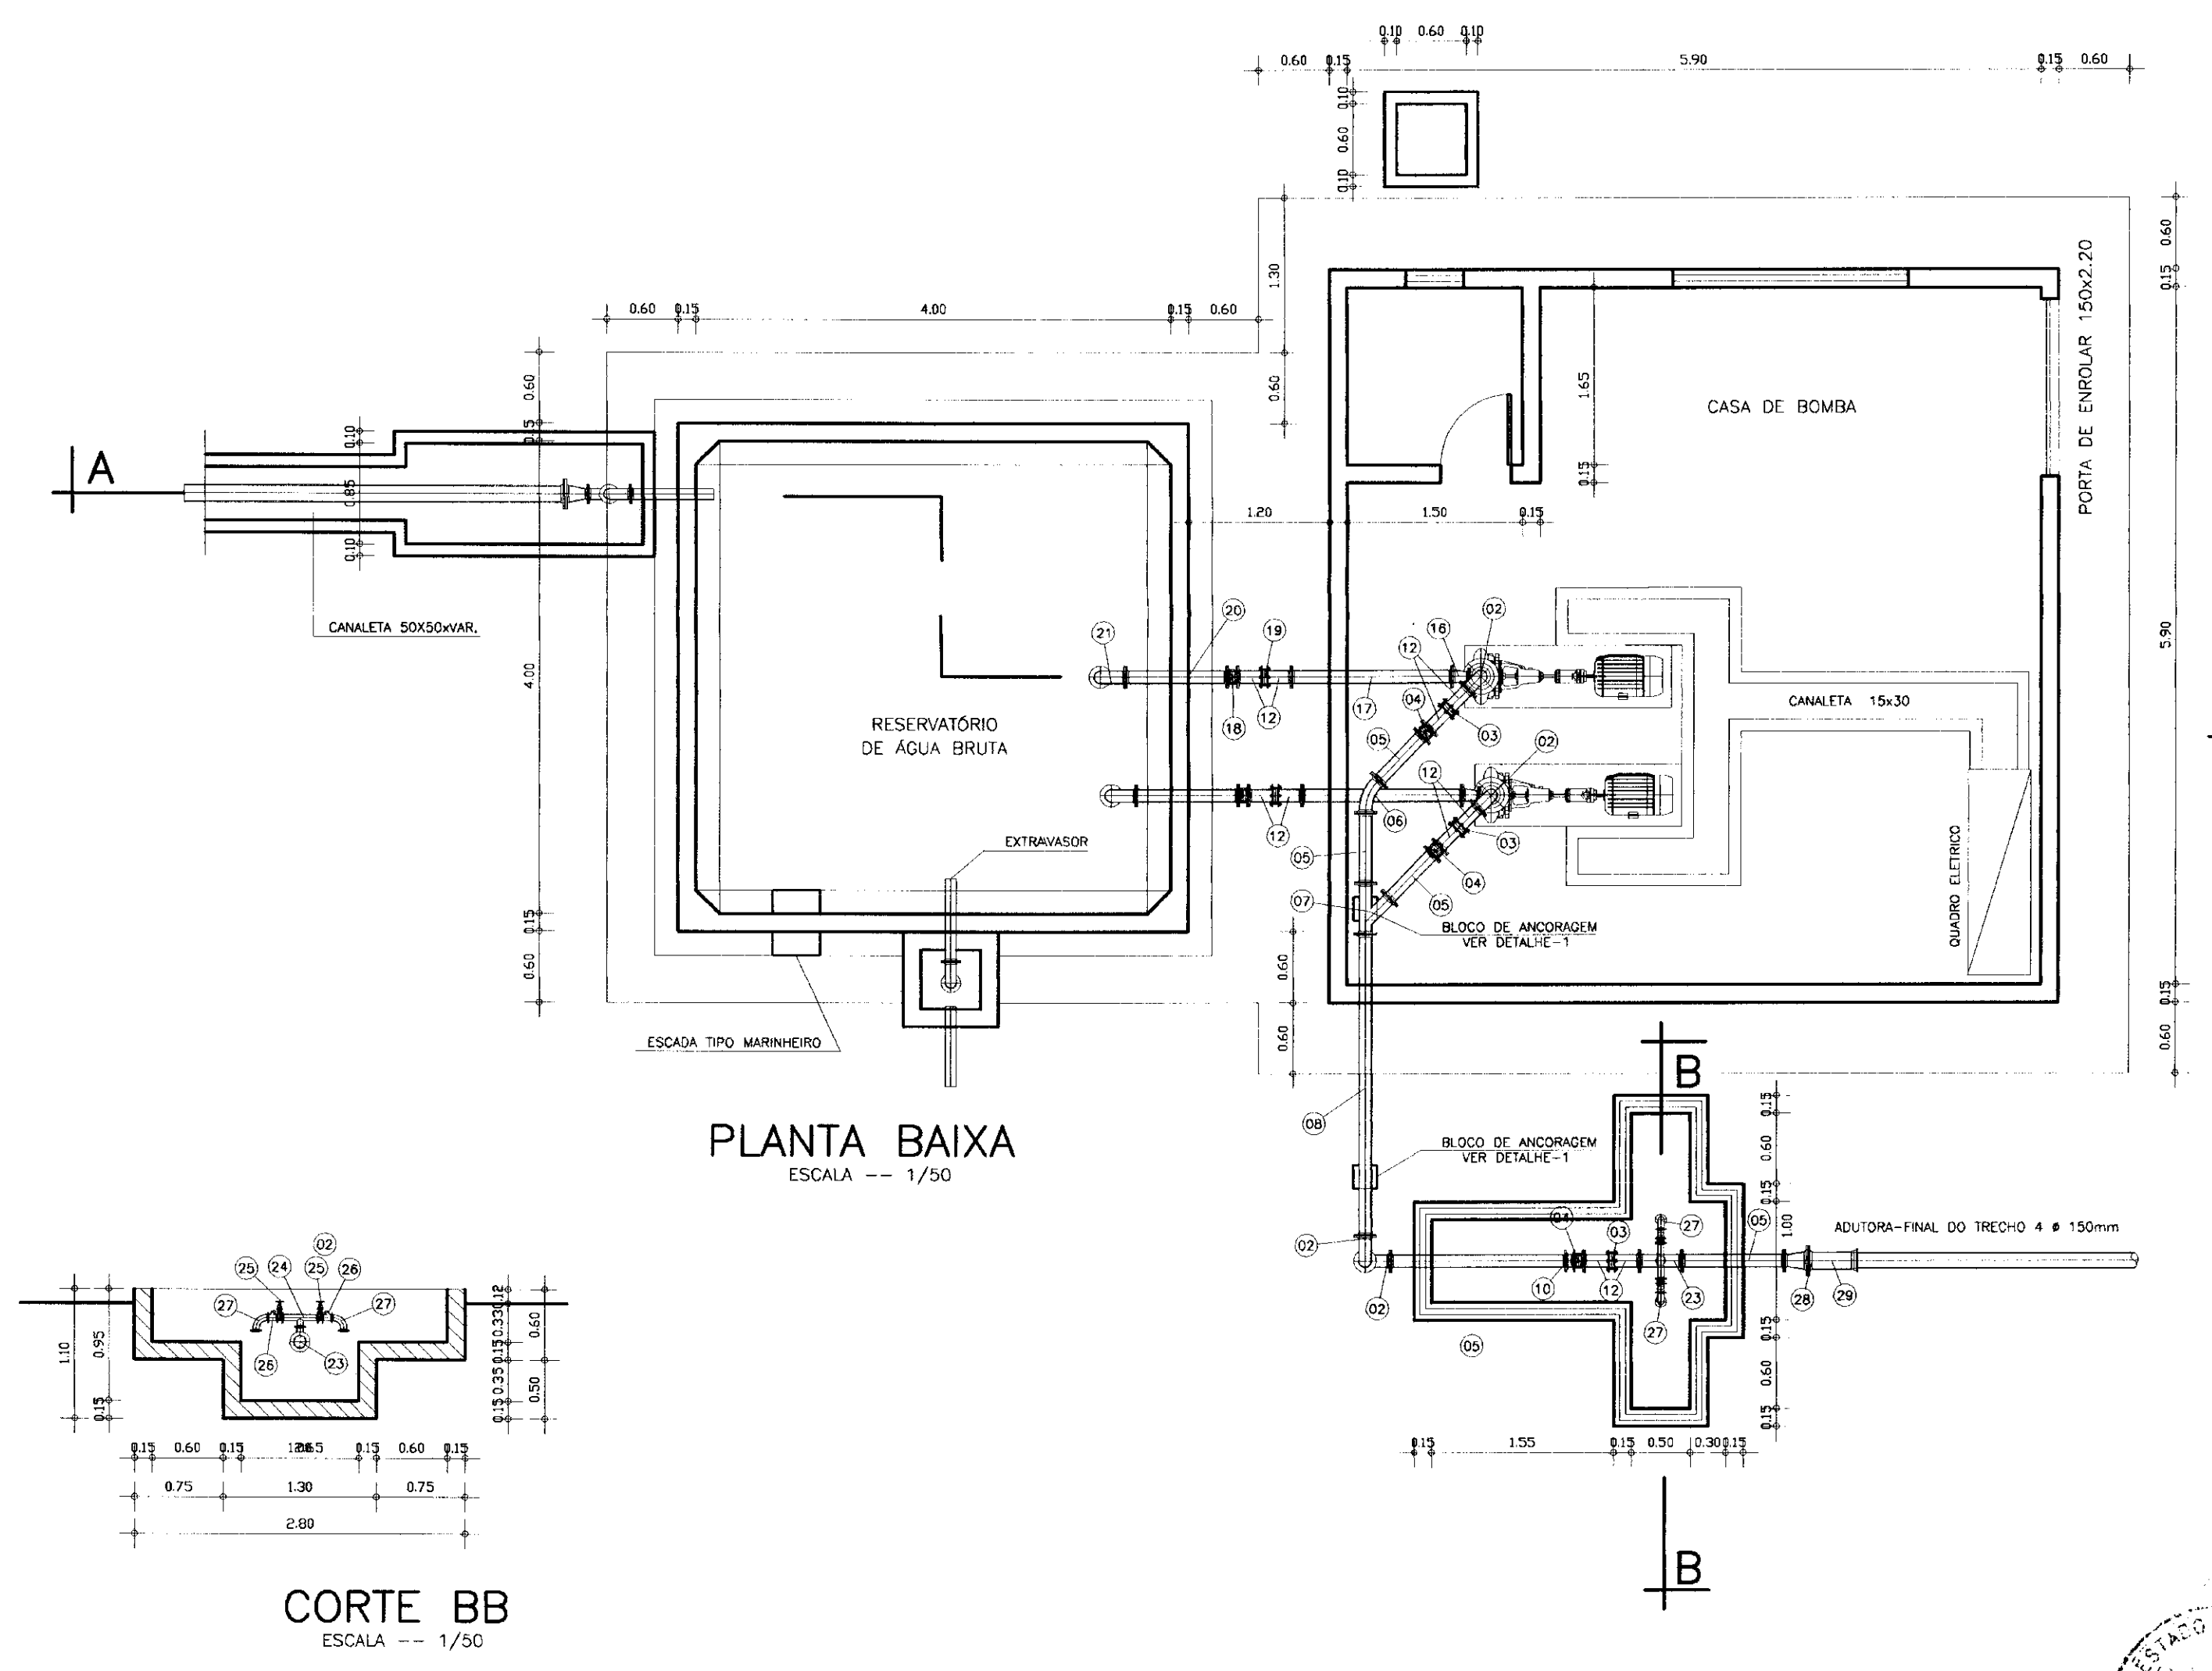 0.10 0.60 0.10
0.60 0.15 5.90 0.15 0.60
0.10
0.60
0.10
0.60
0.15
5.90
0.15
0.60
PORTA DE ENROLAR 150x2.20
1.30
0.60
0.60 0.15 4.00 0.15 0.60
0.60
0.15
4.00
0.15
0.60
A
0.10
0.85
0.10
CANALETA 50X50xVAR.
1.65
0.15
CASA DE BOMBA
1.20 1.50 0.15
RESERVATÓRIO
DE ÁGUA BRUTA
21
20
19
18
12
17
12
16
02
04
03
05
CANALETA 15x30
02
12
06
03
04
05
05
07
12
BLOCO DE ANCORAGEM
VER DETALHE-1
QUADRO ELETRICO
EXTRAVASOR
ESCADA TIPO MARINHEIRO
0.60
0.60
PLANTA BAIXA
ESCALA -- 1/50
08
BLOCO DE ANCORAGEM
VER DETALHE-1
B
0.15
0.60
0.15
1.00
0.15
0.60
0.15
02
02
10
04
03
12
27
23
27
05
28
29
05
ADUTORA-FINAL DO TRECHO 4 ø 150mm
0.15 1.55 0.15 0.50 0.30 0.15
B
02
25 24 25 26
27 27
26 23
1.10
0.95
0.15
0.12
0.33
0.15
0.35
0.15
0.60
0.50
0.15 0.60 0.15 0.15 0.60 0.15
0.75 1.30 0.75
2.80
CORTE BB
ESCALA -- 1/50
ESTADO